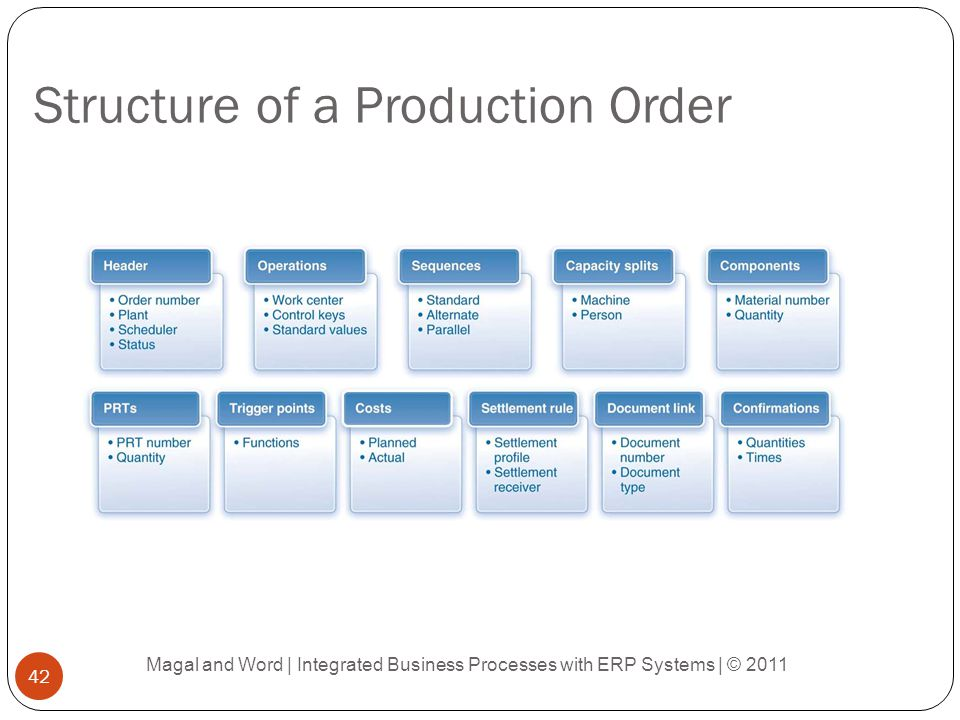 Structure of a Production Order
Header
• Order number
• Plant
• Scheduler
• Status
Operations
• Work center
• Control keys
• Standard values
Sequences
• Standard
• Alternate
• Parallel
Capacity splits
• Machine
• Person
Components
• Material number
• Quantity
PRTs
• PRT number
• Quantity
Trigger points
• Functions
Costs
• Planned
• Actual
Settlement rule
• Settlement
profile
• Settlement
receiver
Document link
• Document
number
• Document
type
Confirmations
• Quantities
• Times
Magal and Word | Integrated Business Processes with ERP Systems | © 2011
42